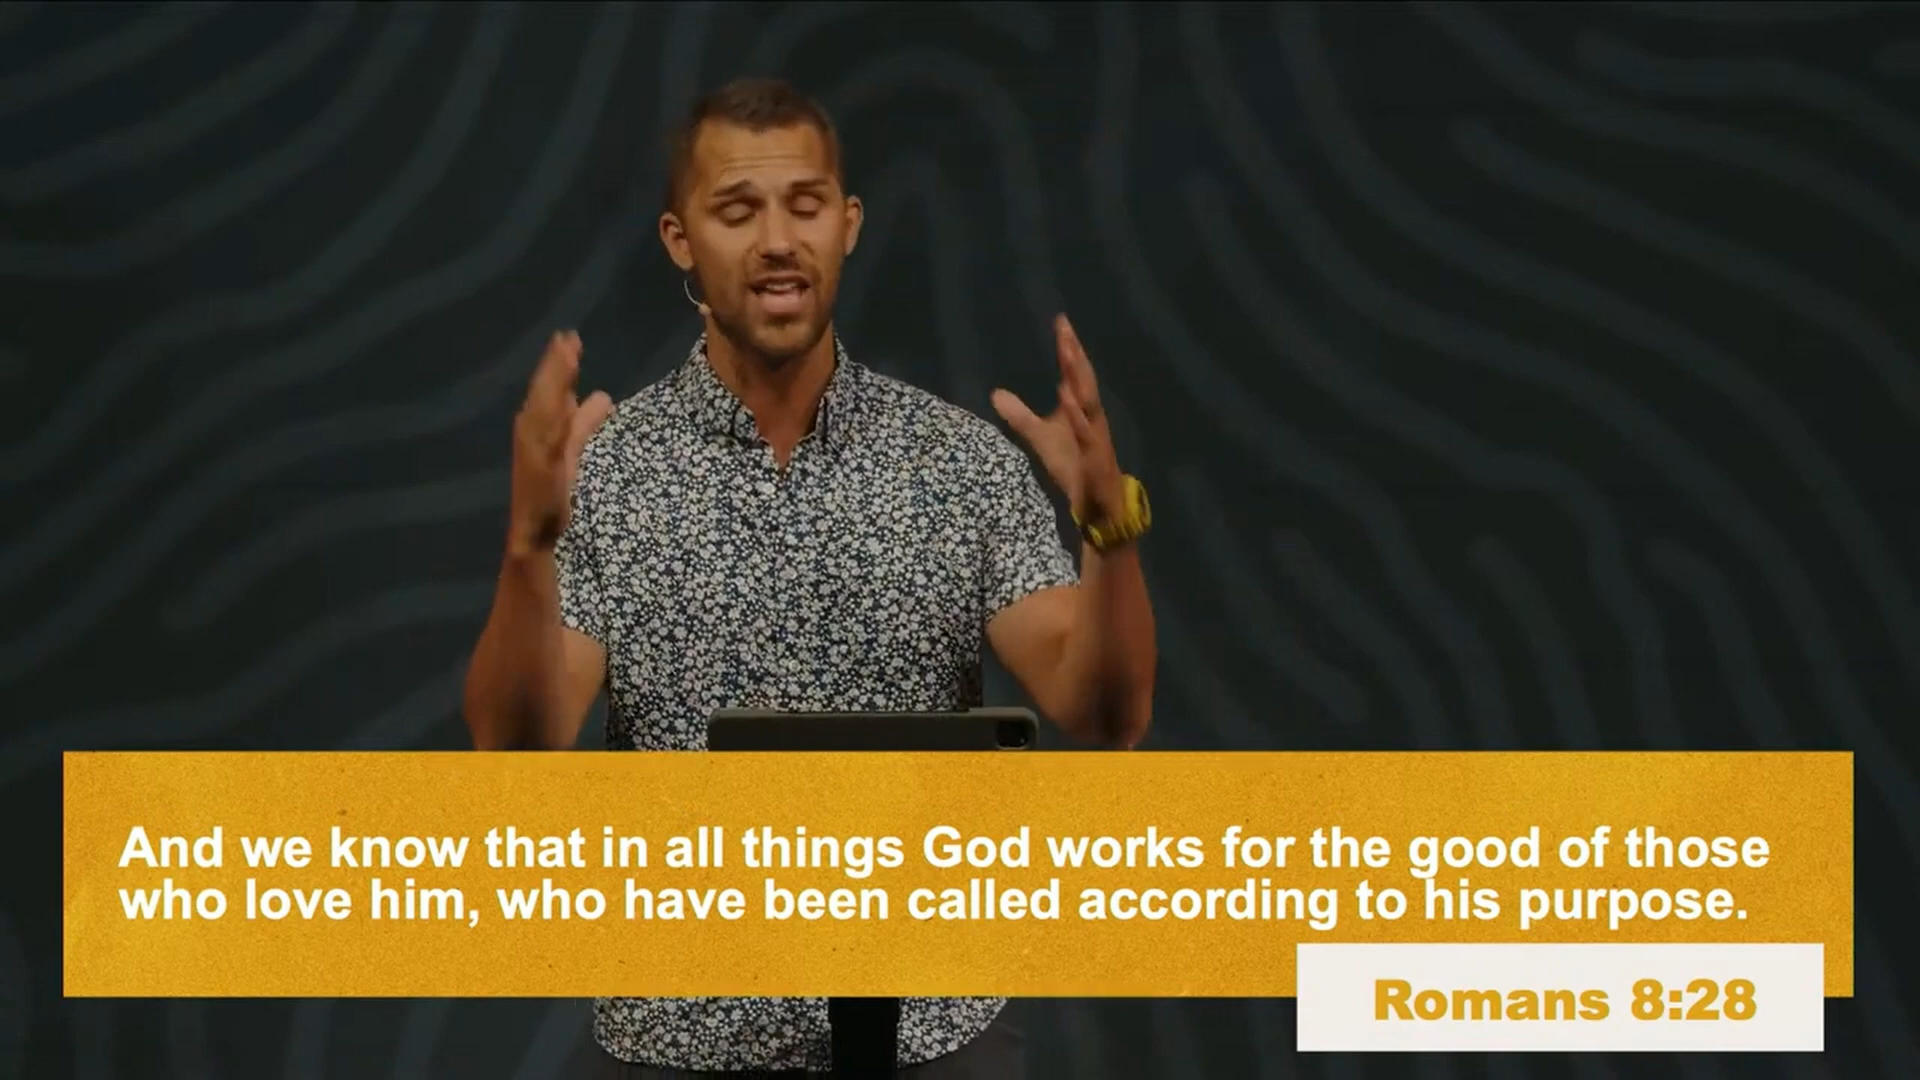 And we know that in all things God works for the good of those
who love him, who have been called according to his purpose.
Romans 8:28